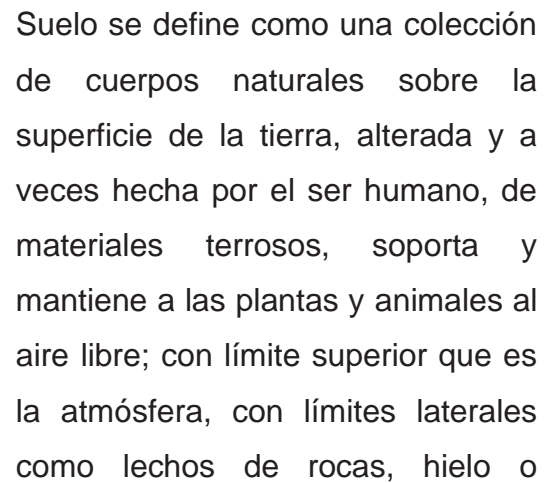 Suelo se define como una colección
de cuerpos naturales sobre la
superficie de la tierra, alterada y a
veces hecha por el ser humano, de
materiales terrosos, soporta y
mantiene a las plantas y animales al
aire libre; con límite superior que es
la atmósfera, con límites laterales
como lechos de rocas, hielo o